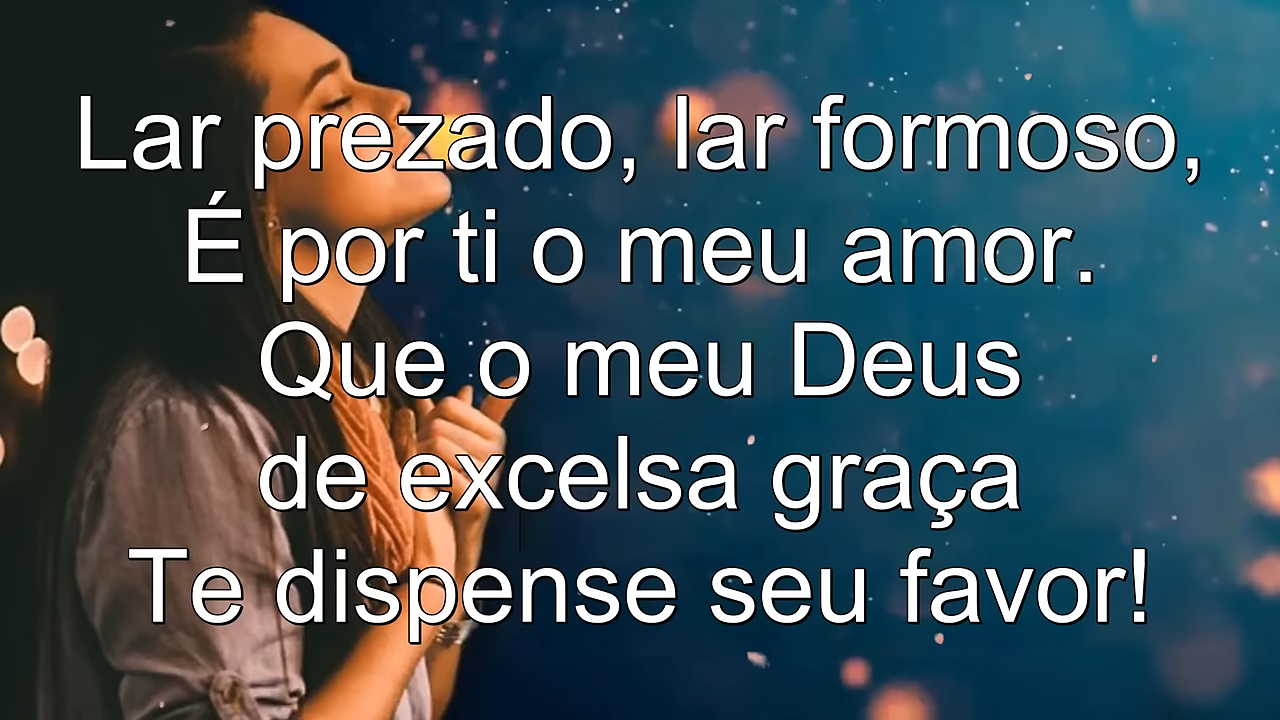 Lar prezado, lar formoso,
É por ti o meu amor.
Que o meu Deus
de excelsa graça
Te dispense seu favor!